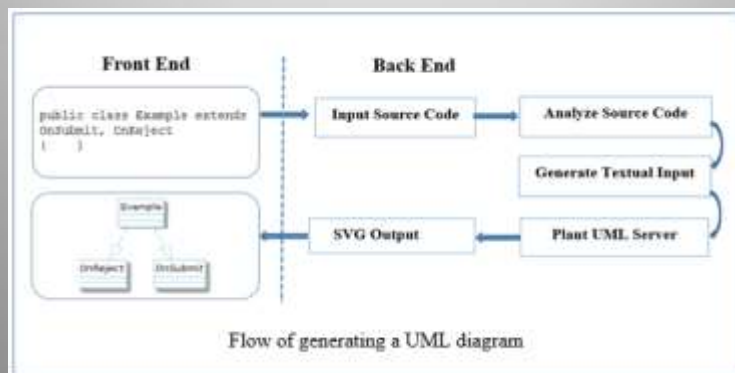 Front End
Back End
public class Example extends
OnSubmit, OnReject
{    }
Input Source Code
Analyze Source Code
Generate Textual Input
Example
OnReject
OnSubmit
SVG Output
Plant UML Server
Flow of generating a UML diagram